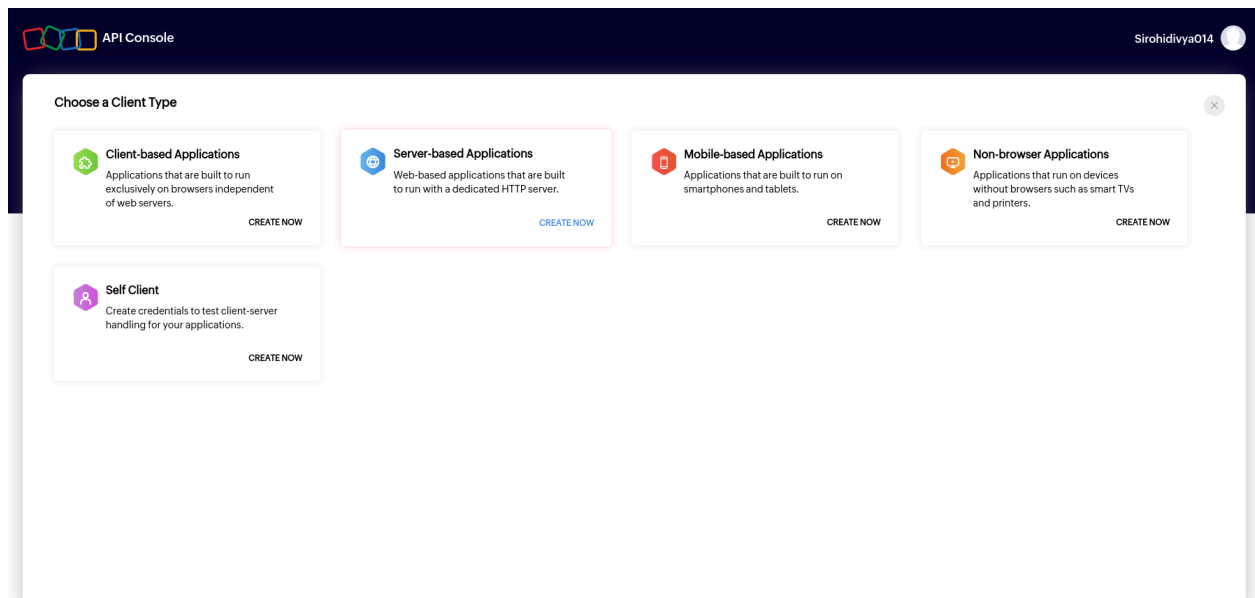 API Console
Sirohidivya014
Choose a Client Type
Client-based Applications
Applications that are built to run
exclusively on browsers independent
of web servers.
CREATE NOW
Server-based Applications
Web-based applications that are built
to run with a dedicated HTTP server.
CREATE NOW
Mobile-based Applications
Applications that are built to run on
smartphones and tablets.
CREATE NOW
Non-browser Applications
Applications that run on devices
without browsers such as smart TVs
and printers.
CREATE NOW
Self Client
Create credentials to test client-server
handling for your applications.
CREATE NOW